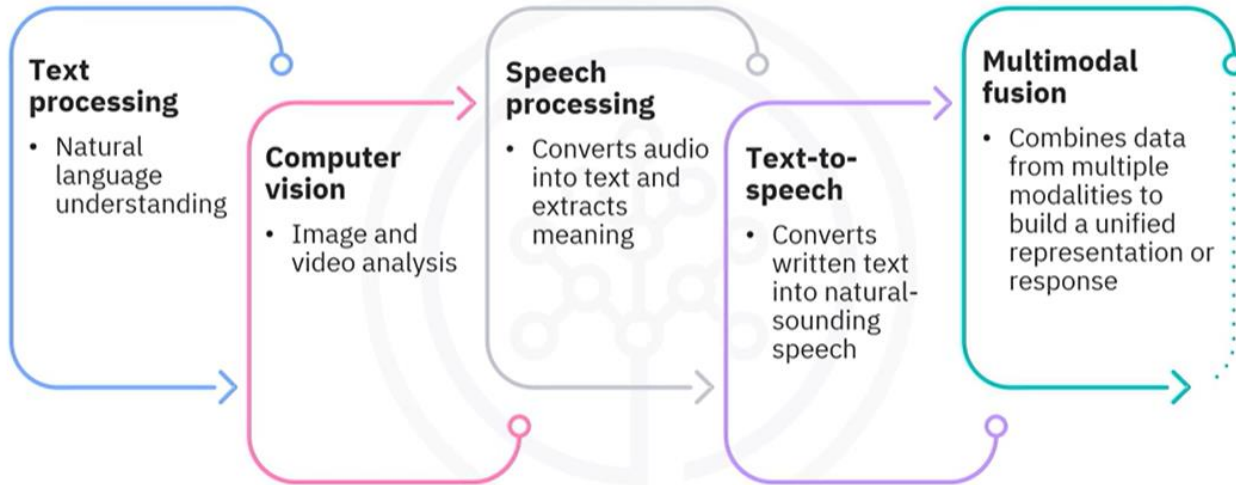 Text
processing
• Natural
language
understanding
Computer
vision
• Image and
video analysis
Speech
processing
• Converts audio
into text and
extracts
meaning
Text-to-
speech
• Converts
written text
into natural-
sounding
speech
Multimodal
fusion
• Combines data
from multiple
modalities to
build a unified
representation or
response